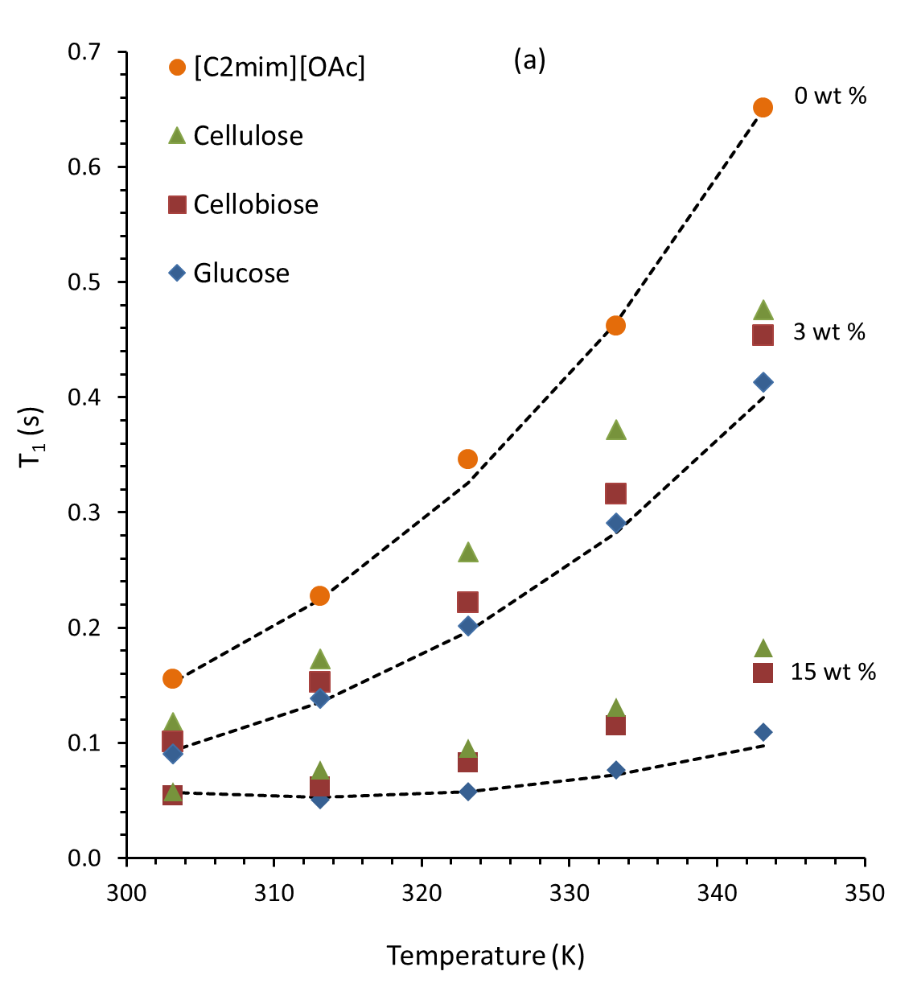 (a)
[C2mim][OAc]
Cellulose
Cellobiose
Glucose
0 wt %
3 wt %
15 wt %
T1 (s)
0.7
0.6
0.5
0.4
0.3
0.2
0.1
0.0
300 310 320 330 340 350
Temperature (K)